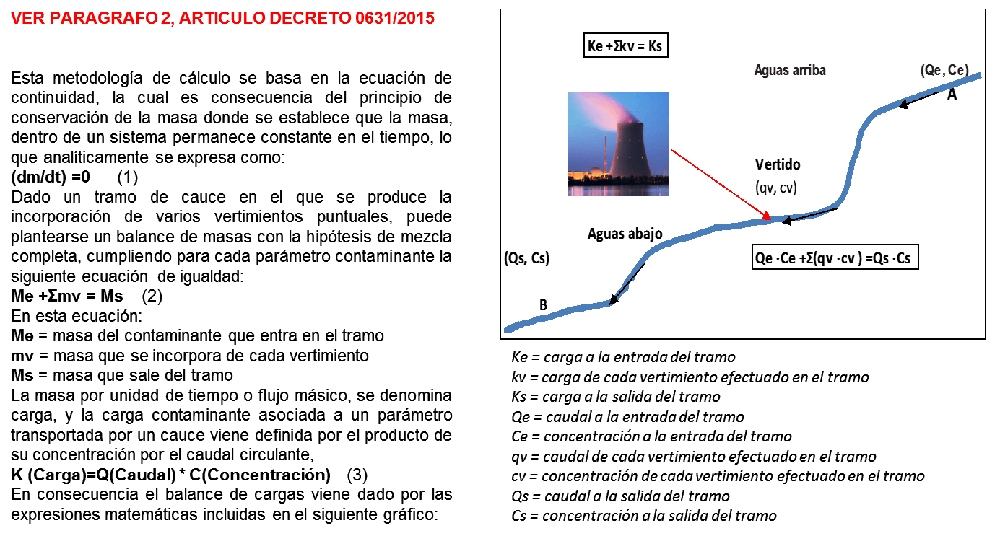 VER PARAGRAFO 2, ARTICULO DECRETO 0631/2015
Esta metodología de cálculo se basa en la ecuación de
continuidad, la cual es consecuencia del principio de
conservación de la masa donde se establece que la masa,
dentro de un sistema permanece constante en el tiempo, lo
que analíticamente se expresa como:
(dm/dt) =0 (1)
Dado un tramo de cauce en el que se produce la
incorporación de varios vertimientos puntuales, puede
plantearse un balance de masas con la hipótesis de mezcla
completa, cumpliendo para cada parámetro contaminante la
siguiente ecuación de igualdad:
Me +Σmv = Ms (2)
En esta ecuación:
Me = masa del contaminante que entra en el tramo
mv = masa que se incorpora de cada vertimiento
Ms = masa que sale del tramo
La masa por unidad de tiempo o flujo másico, se denomina
carga, y la carga contaminante asociada a un parámetro
transportada por un cauce viene definida por el producto de
su concentración por el caudal circulante,
K (Carga)=Q(Caudal) * C(Concentración) (3)
En consecuencia el balance de cargas viene dado por las
expresiones matemáticas incluidas en el siguiente gráfico:
Ke +Σkv = Ks
Aguas arriba
(Qe, Ce)
A
Vertido
(qv, cv)
Aguas abajo
(Qs, Cs)
Qe ·Ce +Σ(qv ·cv ) =Qs ·Cs
B
Ke = carga a la entrada del tramo
kv = carga de cada vertimiento efectuado en el tramo
Ks = carga a la salida del tramo
Qe = caudal a la entrada del tramo
Ce = concentración a la entrada del tramo
qv = caudal de cada vertimiento efectuado en el tramo
cv = concentración de cada vertimiento efectuado en el tramo
Qs = caudal a la salida del tramo
Cs = concentración a la salida del tramo